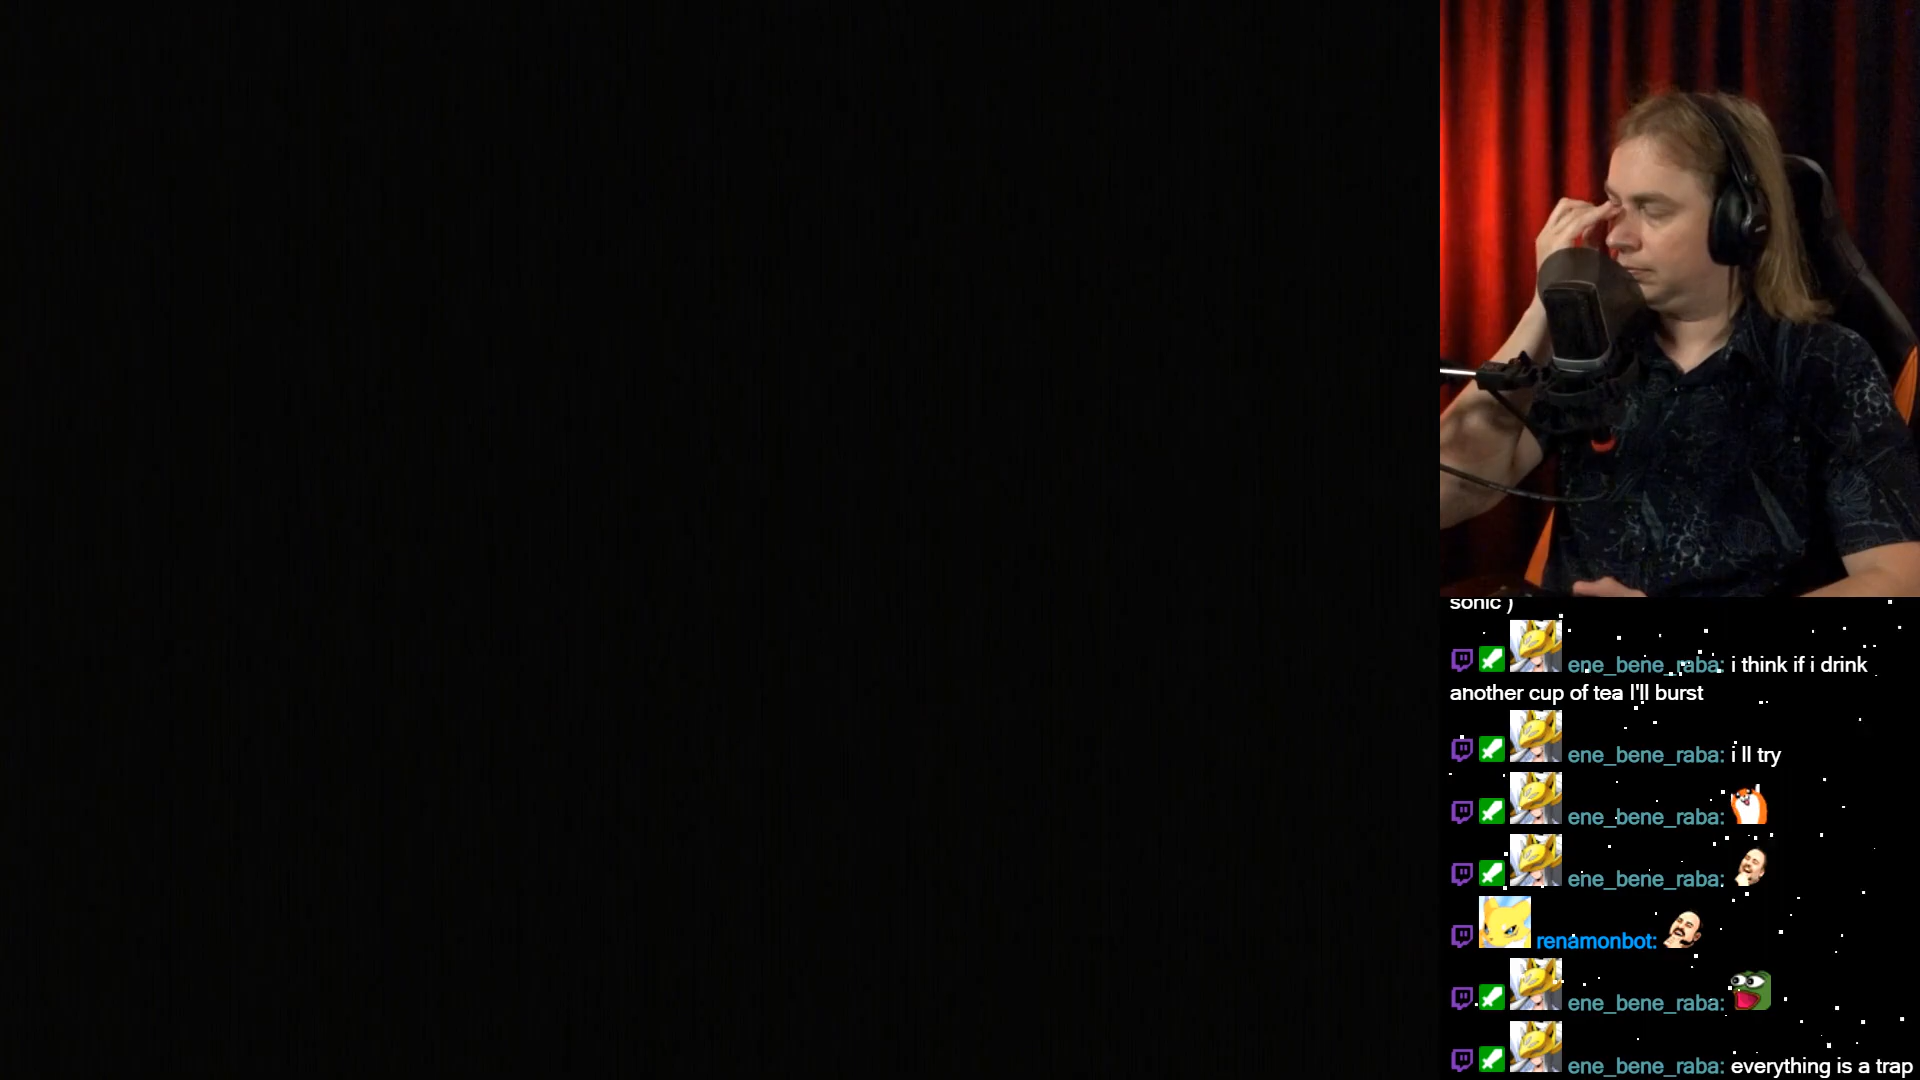 sonic )
ene_bene_raba: i think if i drink
another cup of tea I'll burst
ene_bene_raba: i ll try
ene_bene_raba:
ene_bene_raba:
renamonbot:
ene_bene_raba:
ene_bene_raba: everything is a trap